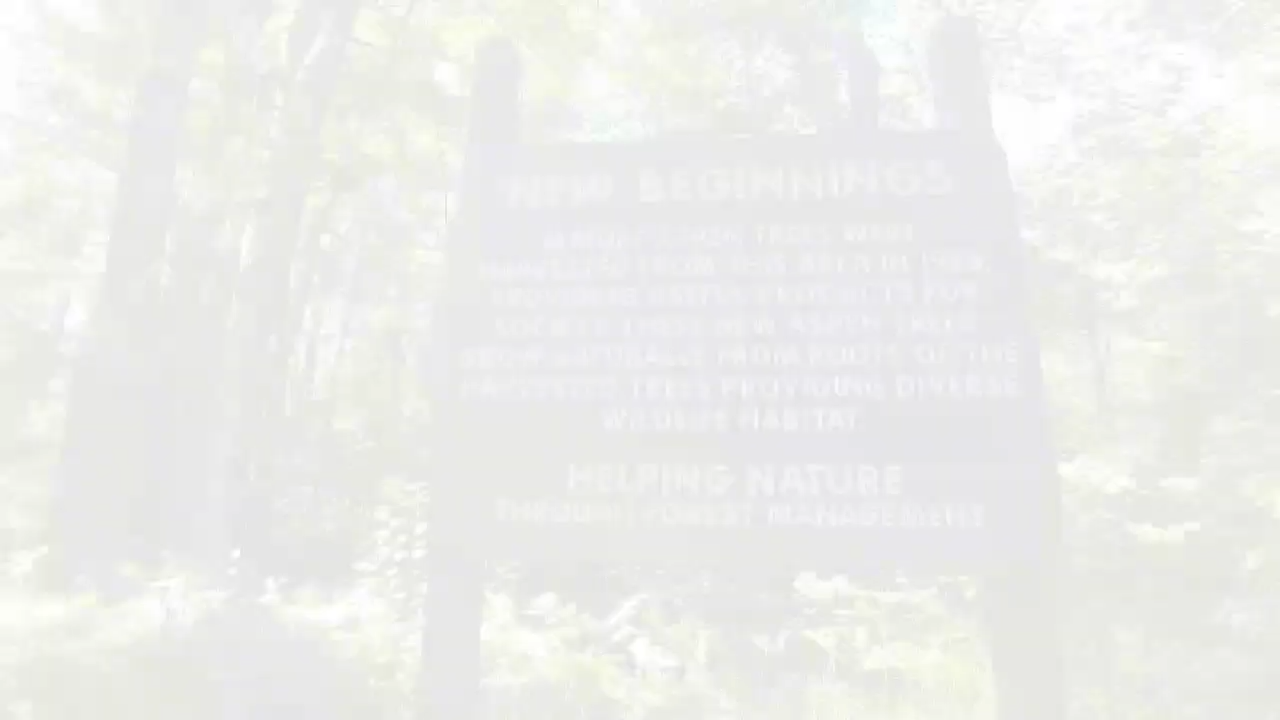 NEW BEGINNINGS
TREES WERE
HARVESTED FROM THIS AREA IN
PROVIDING USEFUL PRODUCTS FOR
SOCIETY. THESE NEW ASPEN TREES
GROW NATURALLY FROM ROOTS OF THE
HARVESTED TREES PROVIDING DIVERSE
WILDLIFE HABITAT.
HELPING NATURE
THROUGH FOREST MANAGEMENT